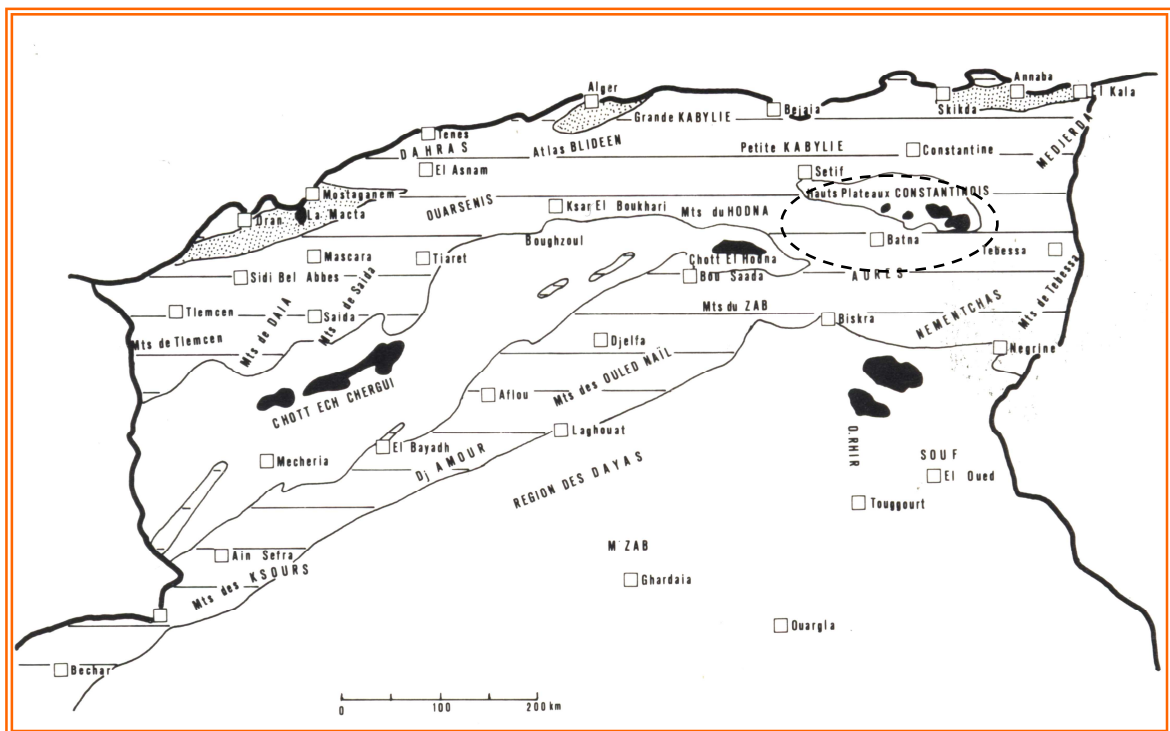 Annaba
Alger
El Kala
Skikda
Bejaia
Grande KABYLIE
MEDJERDA
Tenes
DAHRAS
Atlas BLIDEEN
Petite KABYLIE
Constantine
El Asnam
Setif
Mostaganem
Hauts Plateaux CONSTANTINOIS
OUARSENIS
Ksar El Boukhari
Mts du HODNA
Oran
La Macta
Boughzoul
Batna
Tebessa
Mascara
Tiaret
Chott El Hodna
Sidi Bel Abbes
Bou Saada
AURES
Mts de Saida
Mts de DAIA
Mts de Tebessa
Mts du ZAB
Tlemcen
Saida
Biskra
NEMENTCHAS
Mts de Tlemcen
Djelfa
Negrine
Mts des OULED NAÏL
CHOTT ECH CHERGUI
Aflou
Laghouat
O.RHIR
El Bayadh
Mecheria
Dj AMOUR
SOUF
REGION DES DAYAS
El Oued
Touggourt
M'ZAB
Ain Sefra
Mts des KSOURS
Ghardaia
Ouargla
Bechar
0 100 200 km